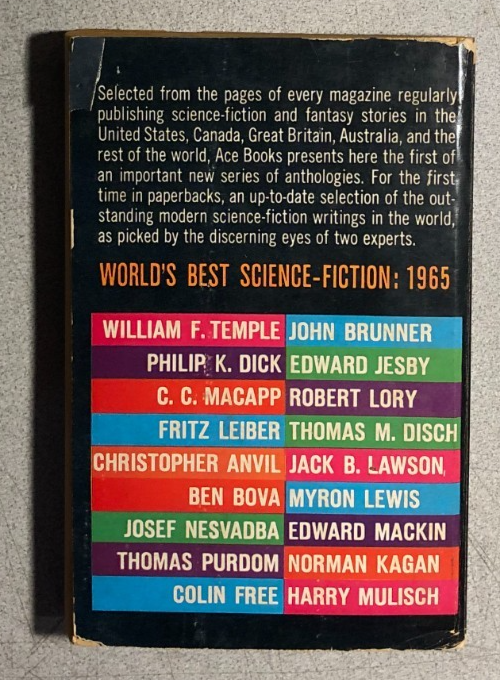 Selected from the pages of every magazine regularly
publishing science-fiction and fantasy stories in the
United States, Canada, Great Britain, Australia, and the
rest of the world, Ace Books presents here the first of
an important new series of anthologies. For the first
time in paperbacks, an up-to-date selection of the out-
standing modern science-fiction writings in the world,
as picked by the discerning eyes of two experts.
WORLD'S BEST SCIENCE-FICTION: 1965
WILLIAM F. TEMPLE JOHN BRUNNER
PHILIP K. DICK EDWARD JESBY
C. C. MACAPP ROBERT LORY
FRITZ LEIBER THOMAS M. DISCH
CHRISTOPHER ANVIL JACK B. LAWSON
BEN BOVA MYRON LEWIS
JOSEF NESVADBA EDWARD MACKIN
THOMAS PURDOM NORMAN KAGAN
COLIN FREE HARRY MULISCH